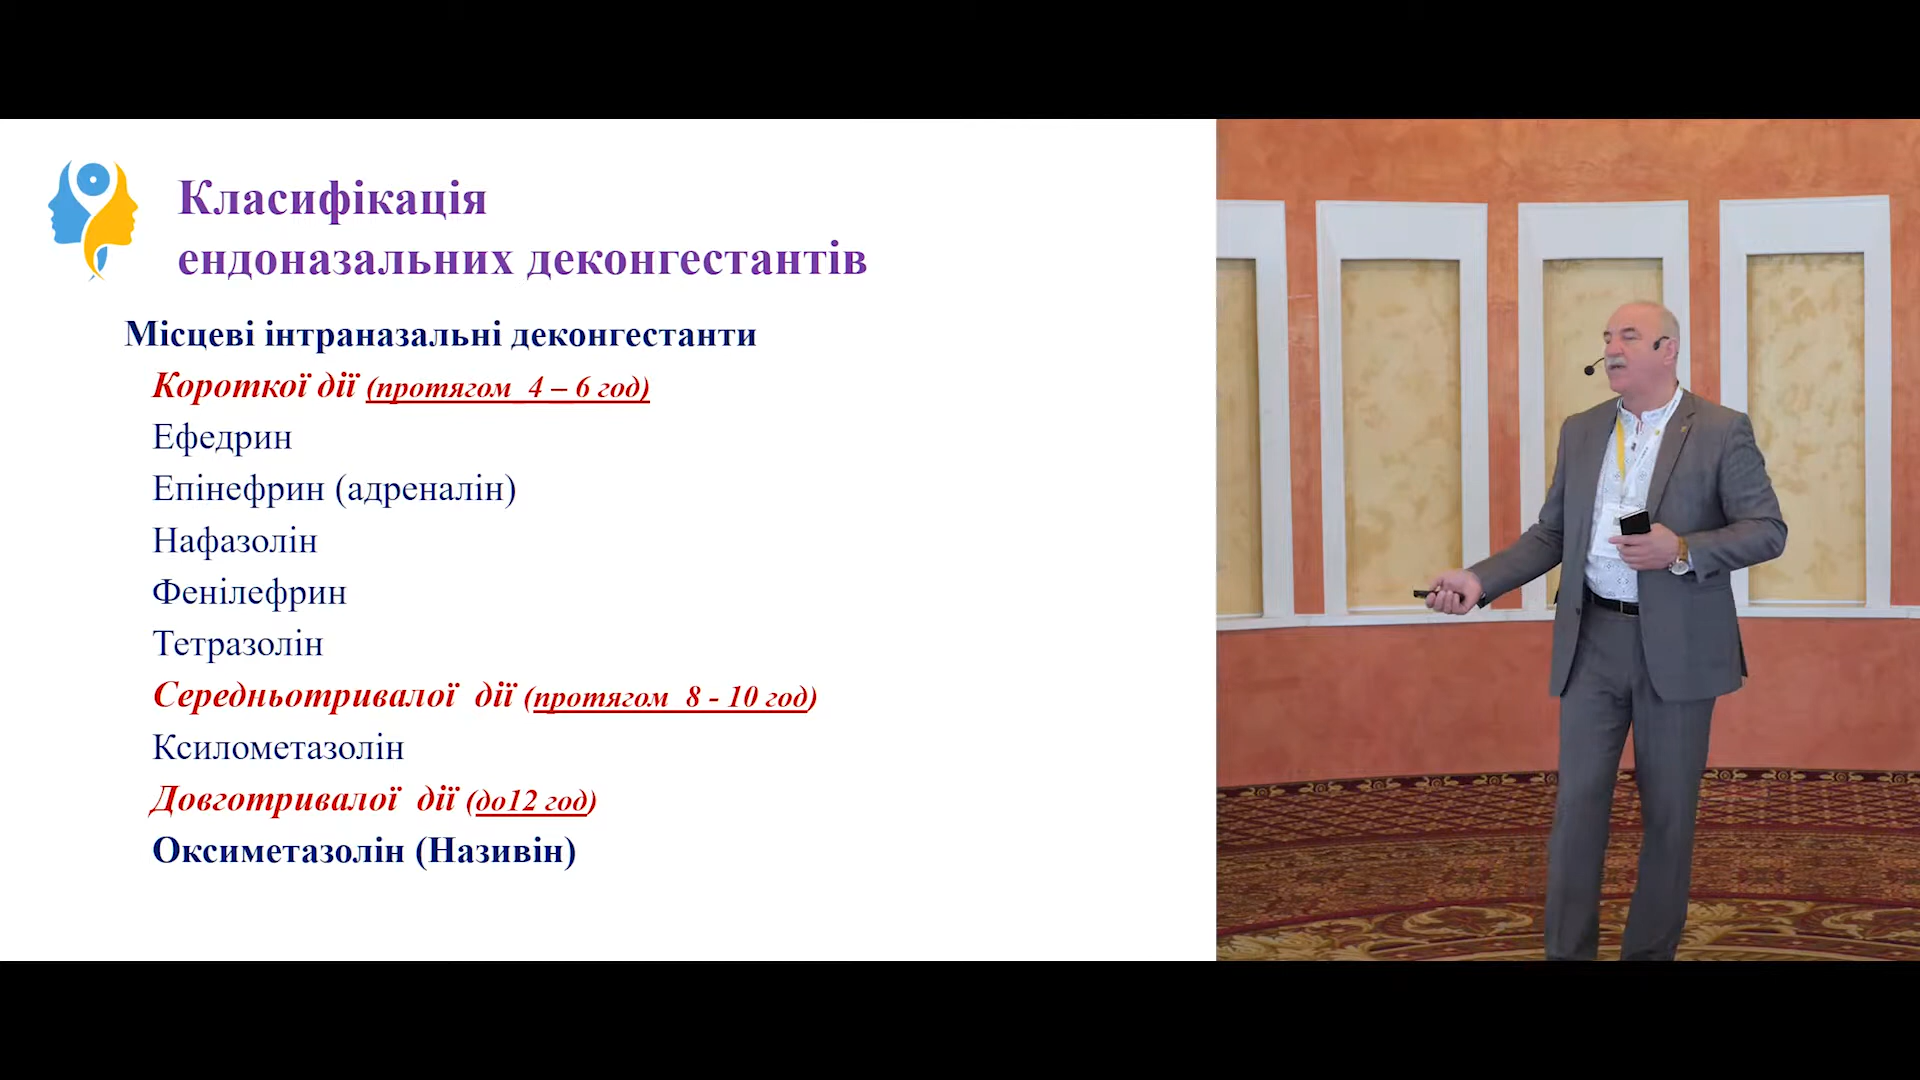 Класифікація
ендоназальних деконгестантів
Місцеві інтраназальні деконгестанти
Короткої дії (протягом 4 – 6 год)
Ефедрин
Епінефрин (адреналін)
Нафазолін
Фенілефрин
Тетразолін
Середньотривалої дії (протягом 8 - 10 год)
Ксилометазолін
Довготривалої дії (до12 год)
Оксиметазолін (Називін)